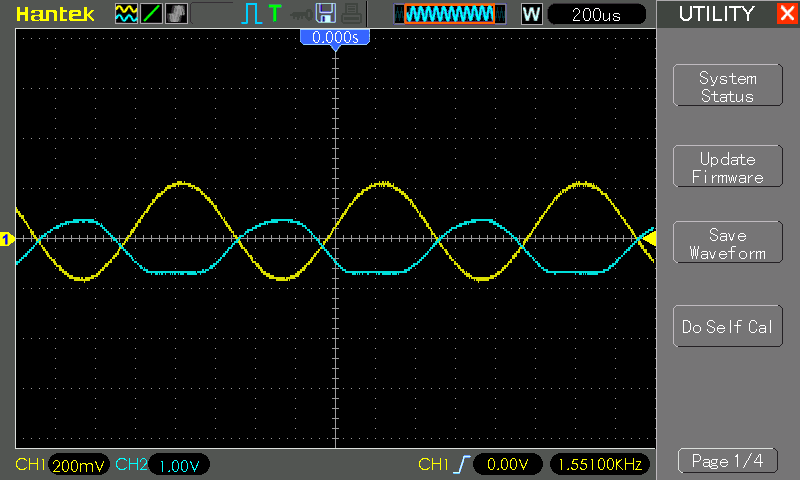 Hantek
T
W
200us
UTILITY
0.000s
System
Status
Update
Firmware
1
Save
Waveform
Do Self Cal
CH1 200mV CH2 1.00V
CH1 0.00V 1.55100KHz
Page 1/4